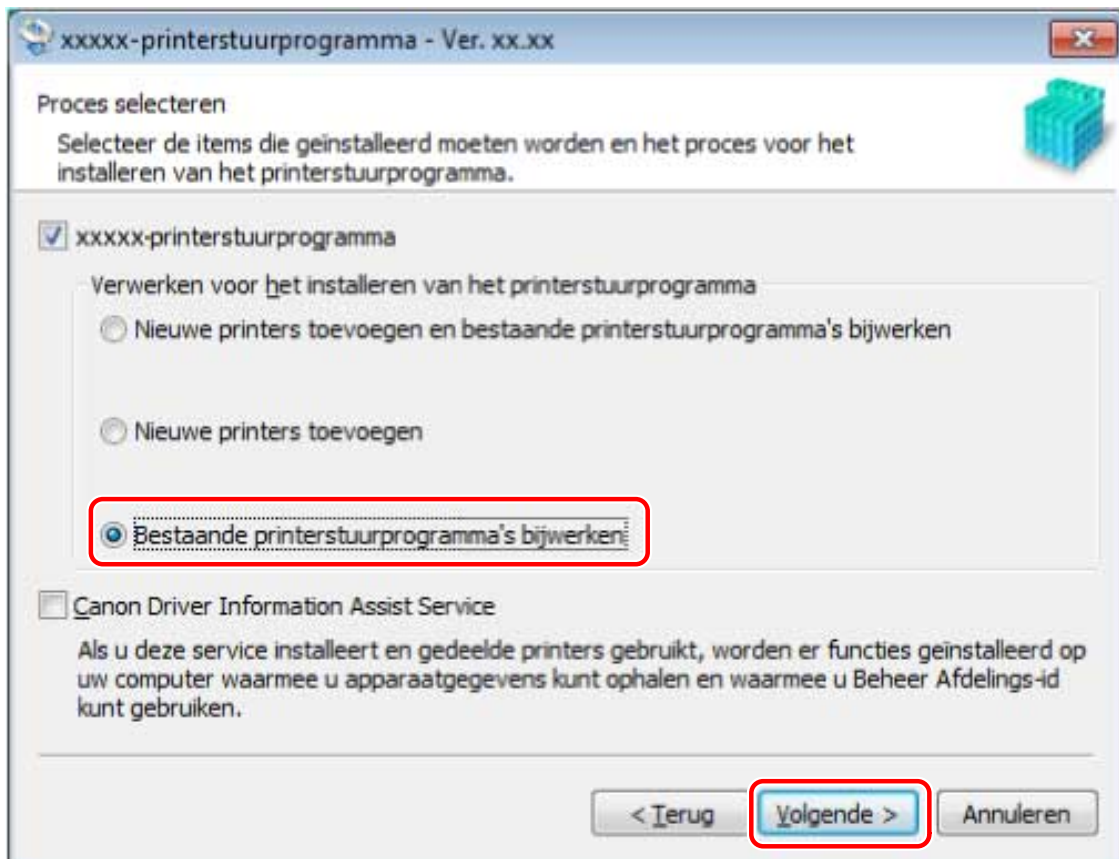 xxxxx-printerstuurprogramma - Ver. xx.xx
Proces selecteren
Selecteer de items die geïnstalleerd moeten worden en het proces voor het
installeren van het printerstuurprogramma.
xxxxx-printerstuurprogramma
Verwerken voor het installeren van het printerstuurprogramma
Nieuwe printers toevoegen en bestaande printerstuurprogramma's bijwerken
Nieuwe printers toevoegen
Bestaande printerstuurprogramma's bijwerken
Canon Driver Information Assist Service
Als u deze service installeert en gedeelde printers gebruikt, worden er functies geïnstalleerd op
uw computer waarmee u apparaatgegevens kunt ophalen en waarmee u Beheer Afdelings-id
kunt gebruiken.
< Terug Volgende > Annuleren